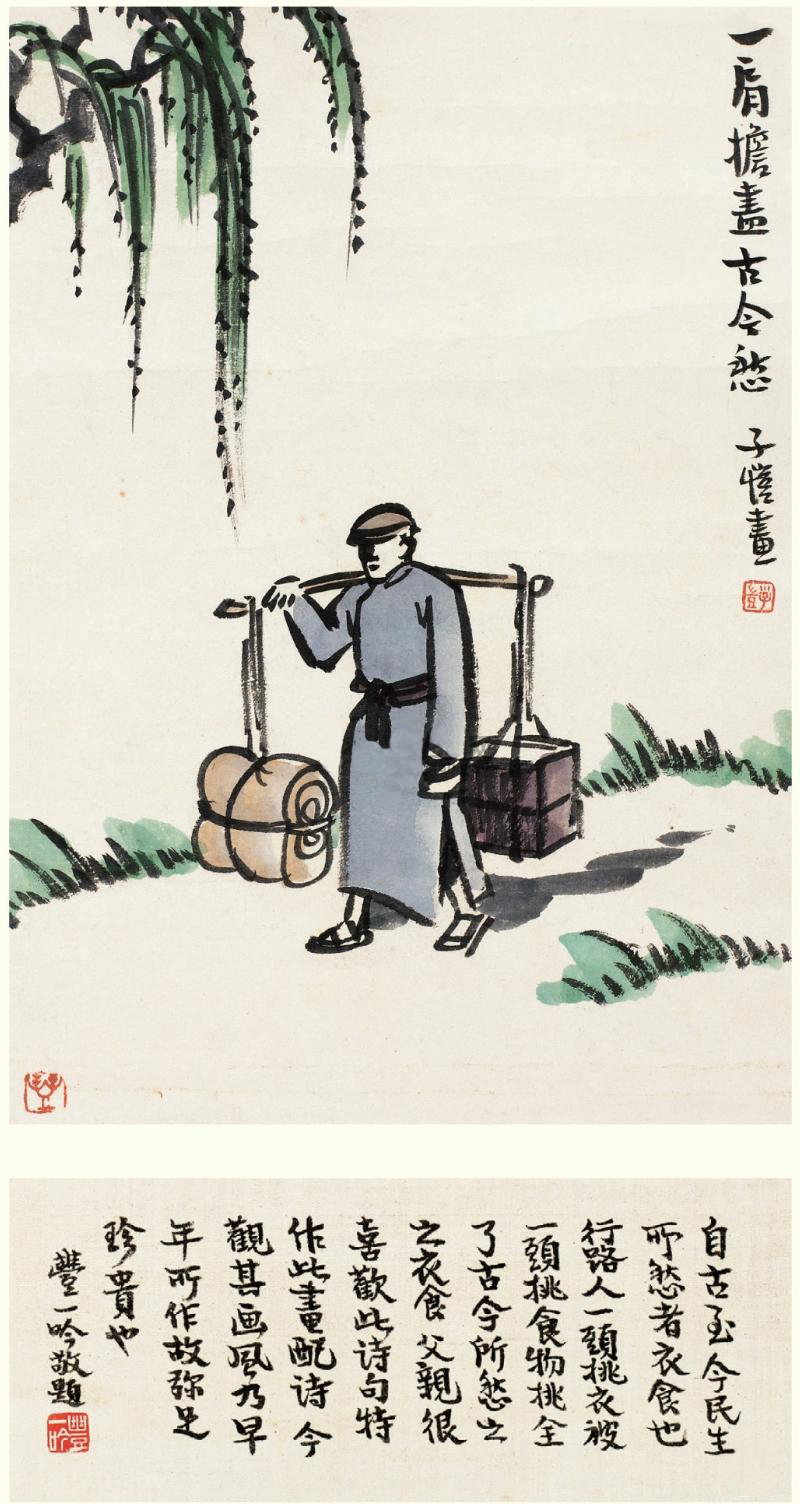 一肩擔盡古今愁
子愷畫
自古至今民生
所愁者衣食也
行路人一頭挑衣被
一頭挑食物挑全
了古今所愁之
之衣食父親很
喜歡此诗句特
作此畫配诗今
觀其画風乃早
年所作故弥足
珍貴也
豐一吟敬題
豐一吟